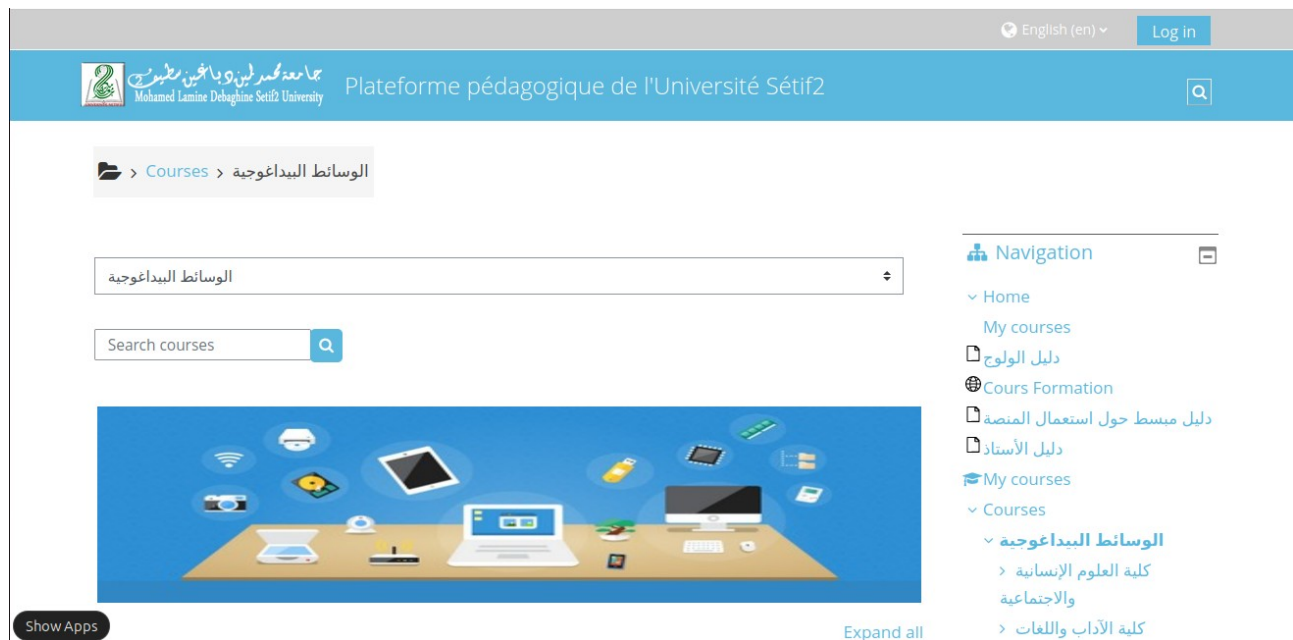 English (en)
Log in
جامعة محمد لمين دباغين سطيف2
Mohamed Lamine Debaghine Setif2 University
Plateforme pédagogique de l'Université Sétif2
Courses
الوسائط البيداغوجية
الوسائط البيداغوجية
Search courses
Expand all
Navigation
Home
My courses
دليل الولوج
Cours Formation
دليل مبسط حول استعمال المنصة
دليل الأستاذ
My courses
Courses
الوسائط البيداغوجية
كلية العلوم الإنسانية
والاجتماعية
كلية الآداب واللغات
Show Apps